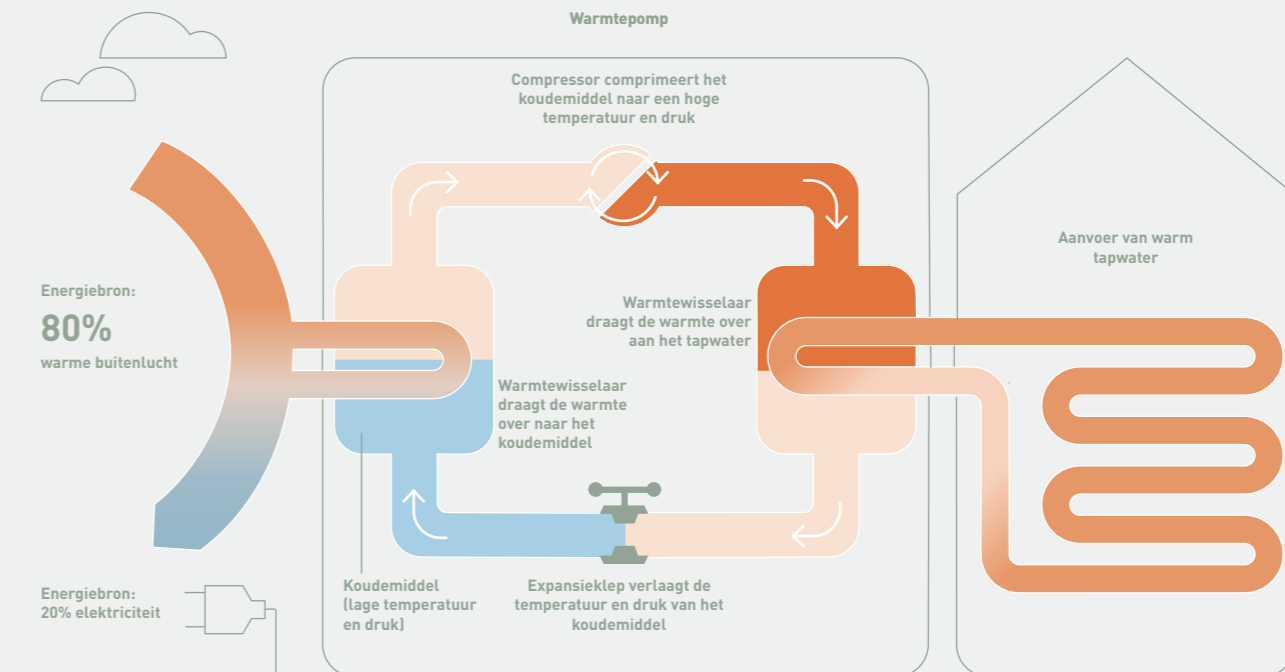 Warmtepomp
Compressor comprimeert het
koudemiddel naar een hoge
temperatuur en druk
Energiebron:
80%
warme buitenlucht
Warmtewisselaar
draagt de warmte
over naar het
koudemiddel
Warmtewisselaar
draagt de warmte over
aan het tapwater
Aanvoer van warm
tapwater
Energiebron:
20% elektriciteit
Koudemiddel
(lage temperatuur
en druk)
Expansieklep verlaagt de
temperatuur en druk van het
koudemiddel